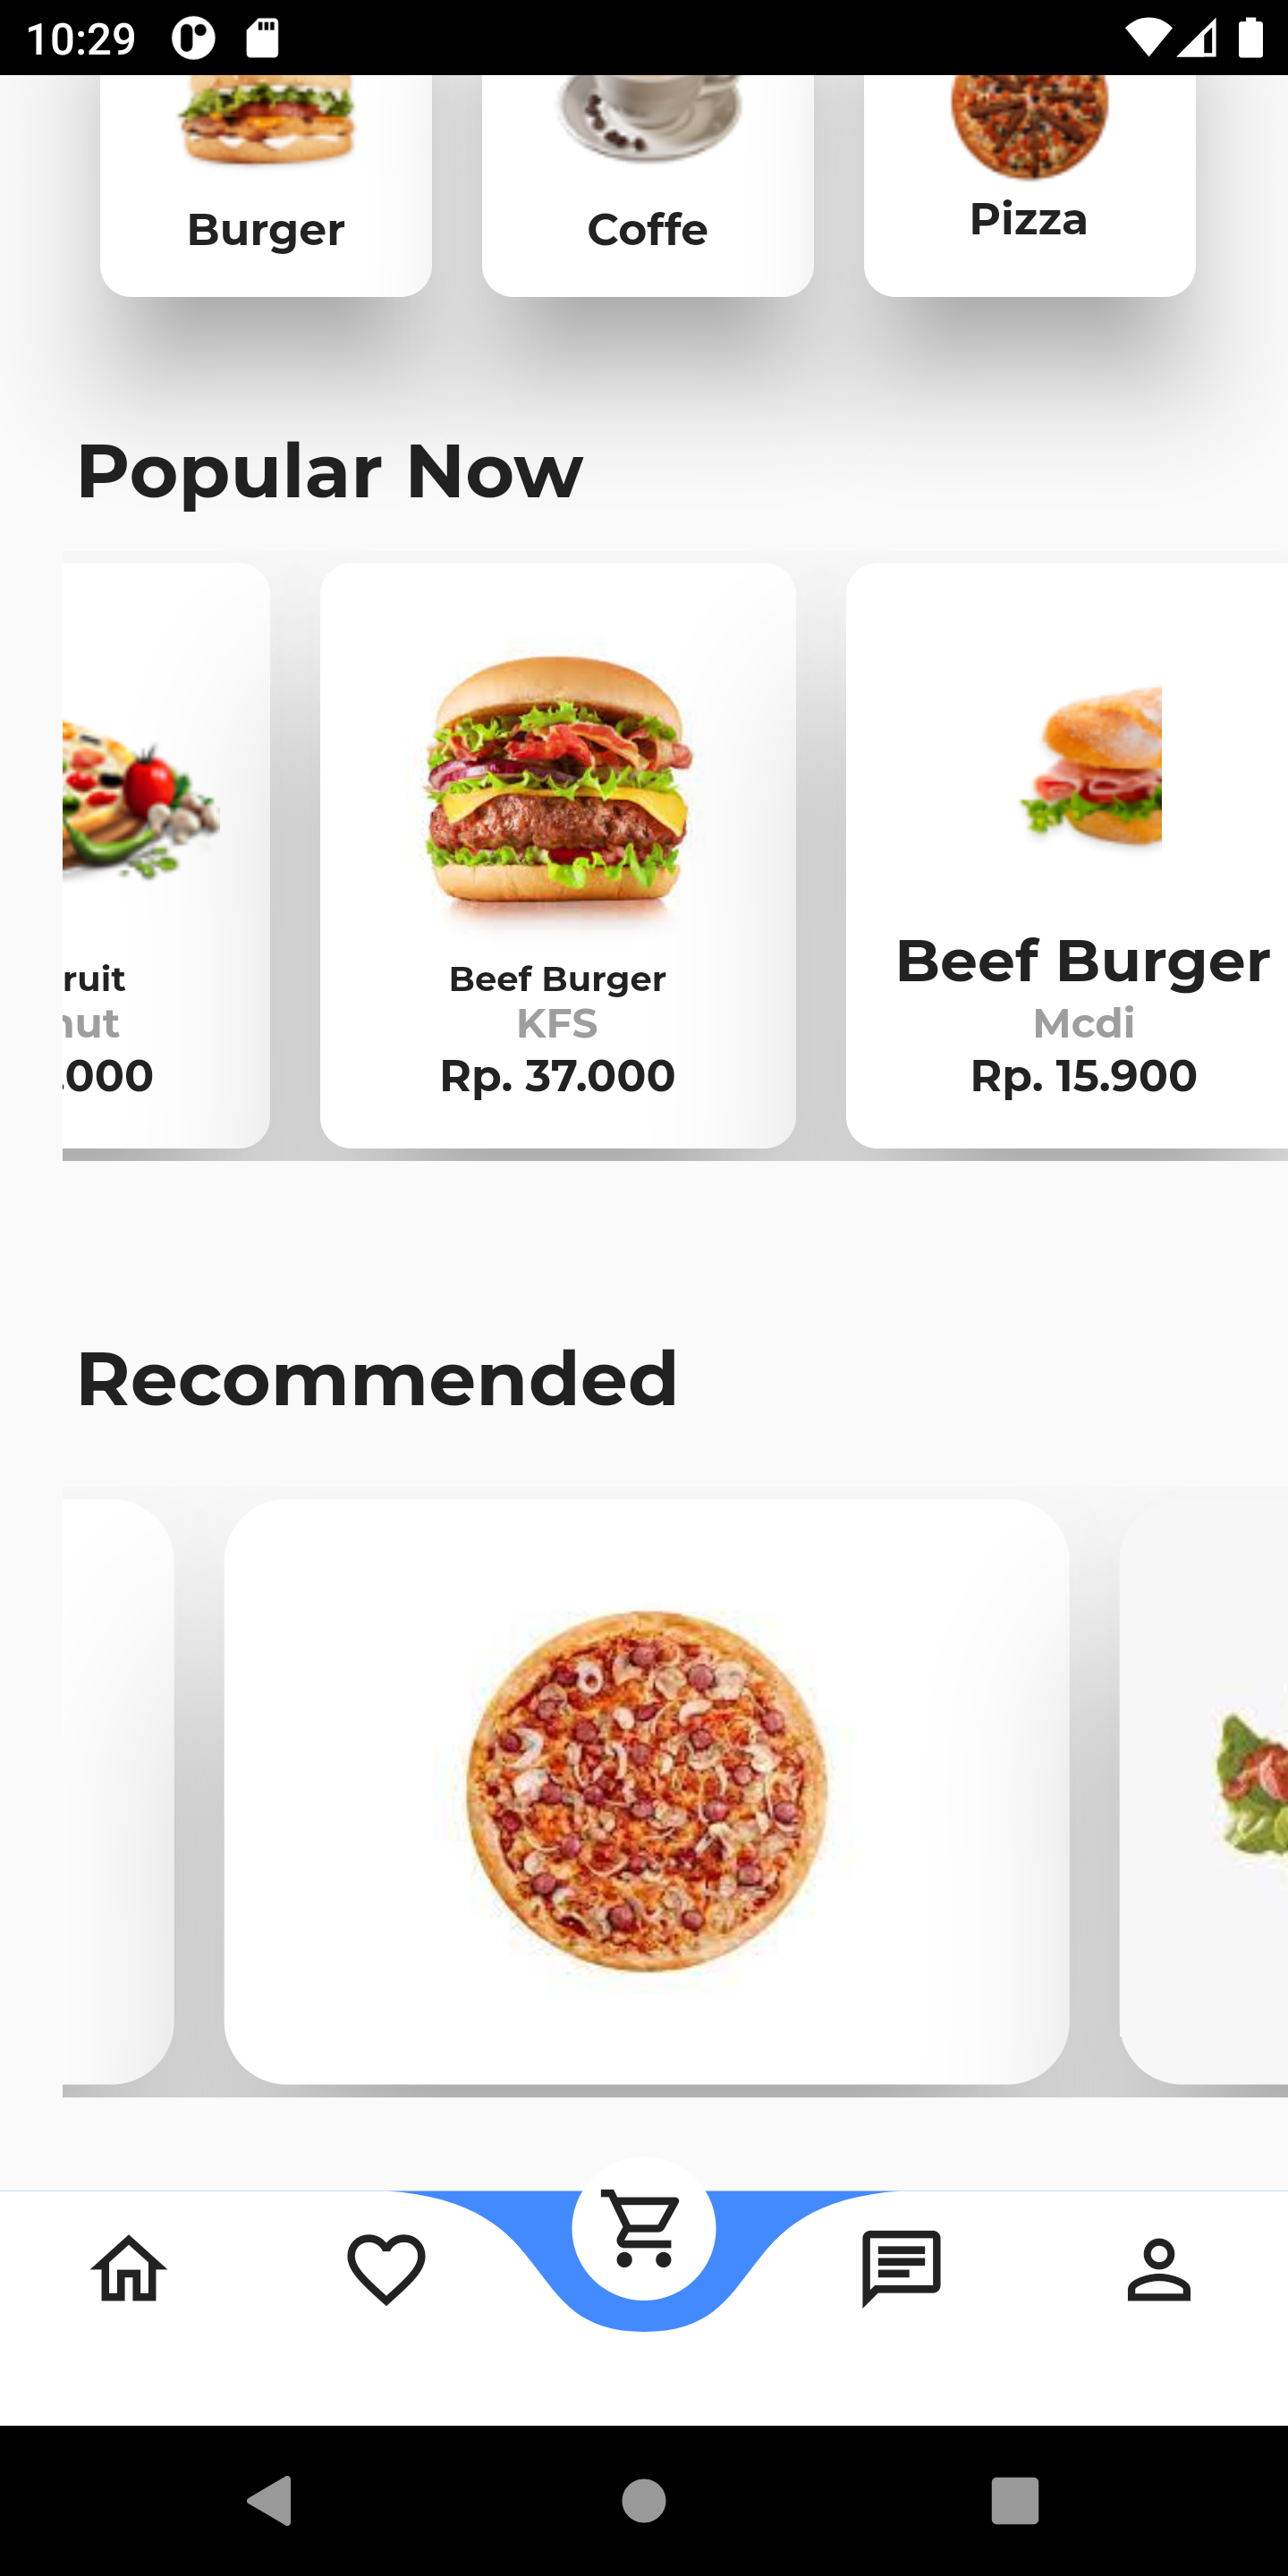 10:29
Burger
Coffe
Pizza
Popular Now
ruit
.000
Beef Burger
KFS
Rp. 37.000
Beef Burger
Mcdi
Rp. 15.900
Recommended